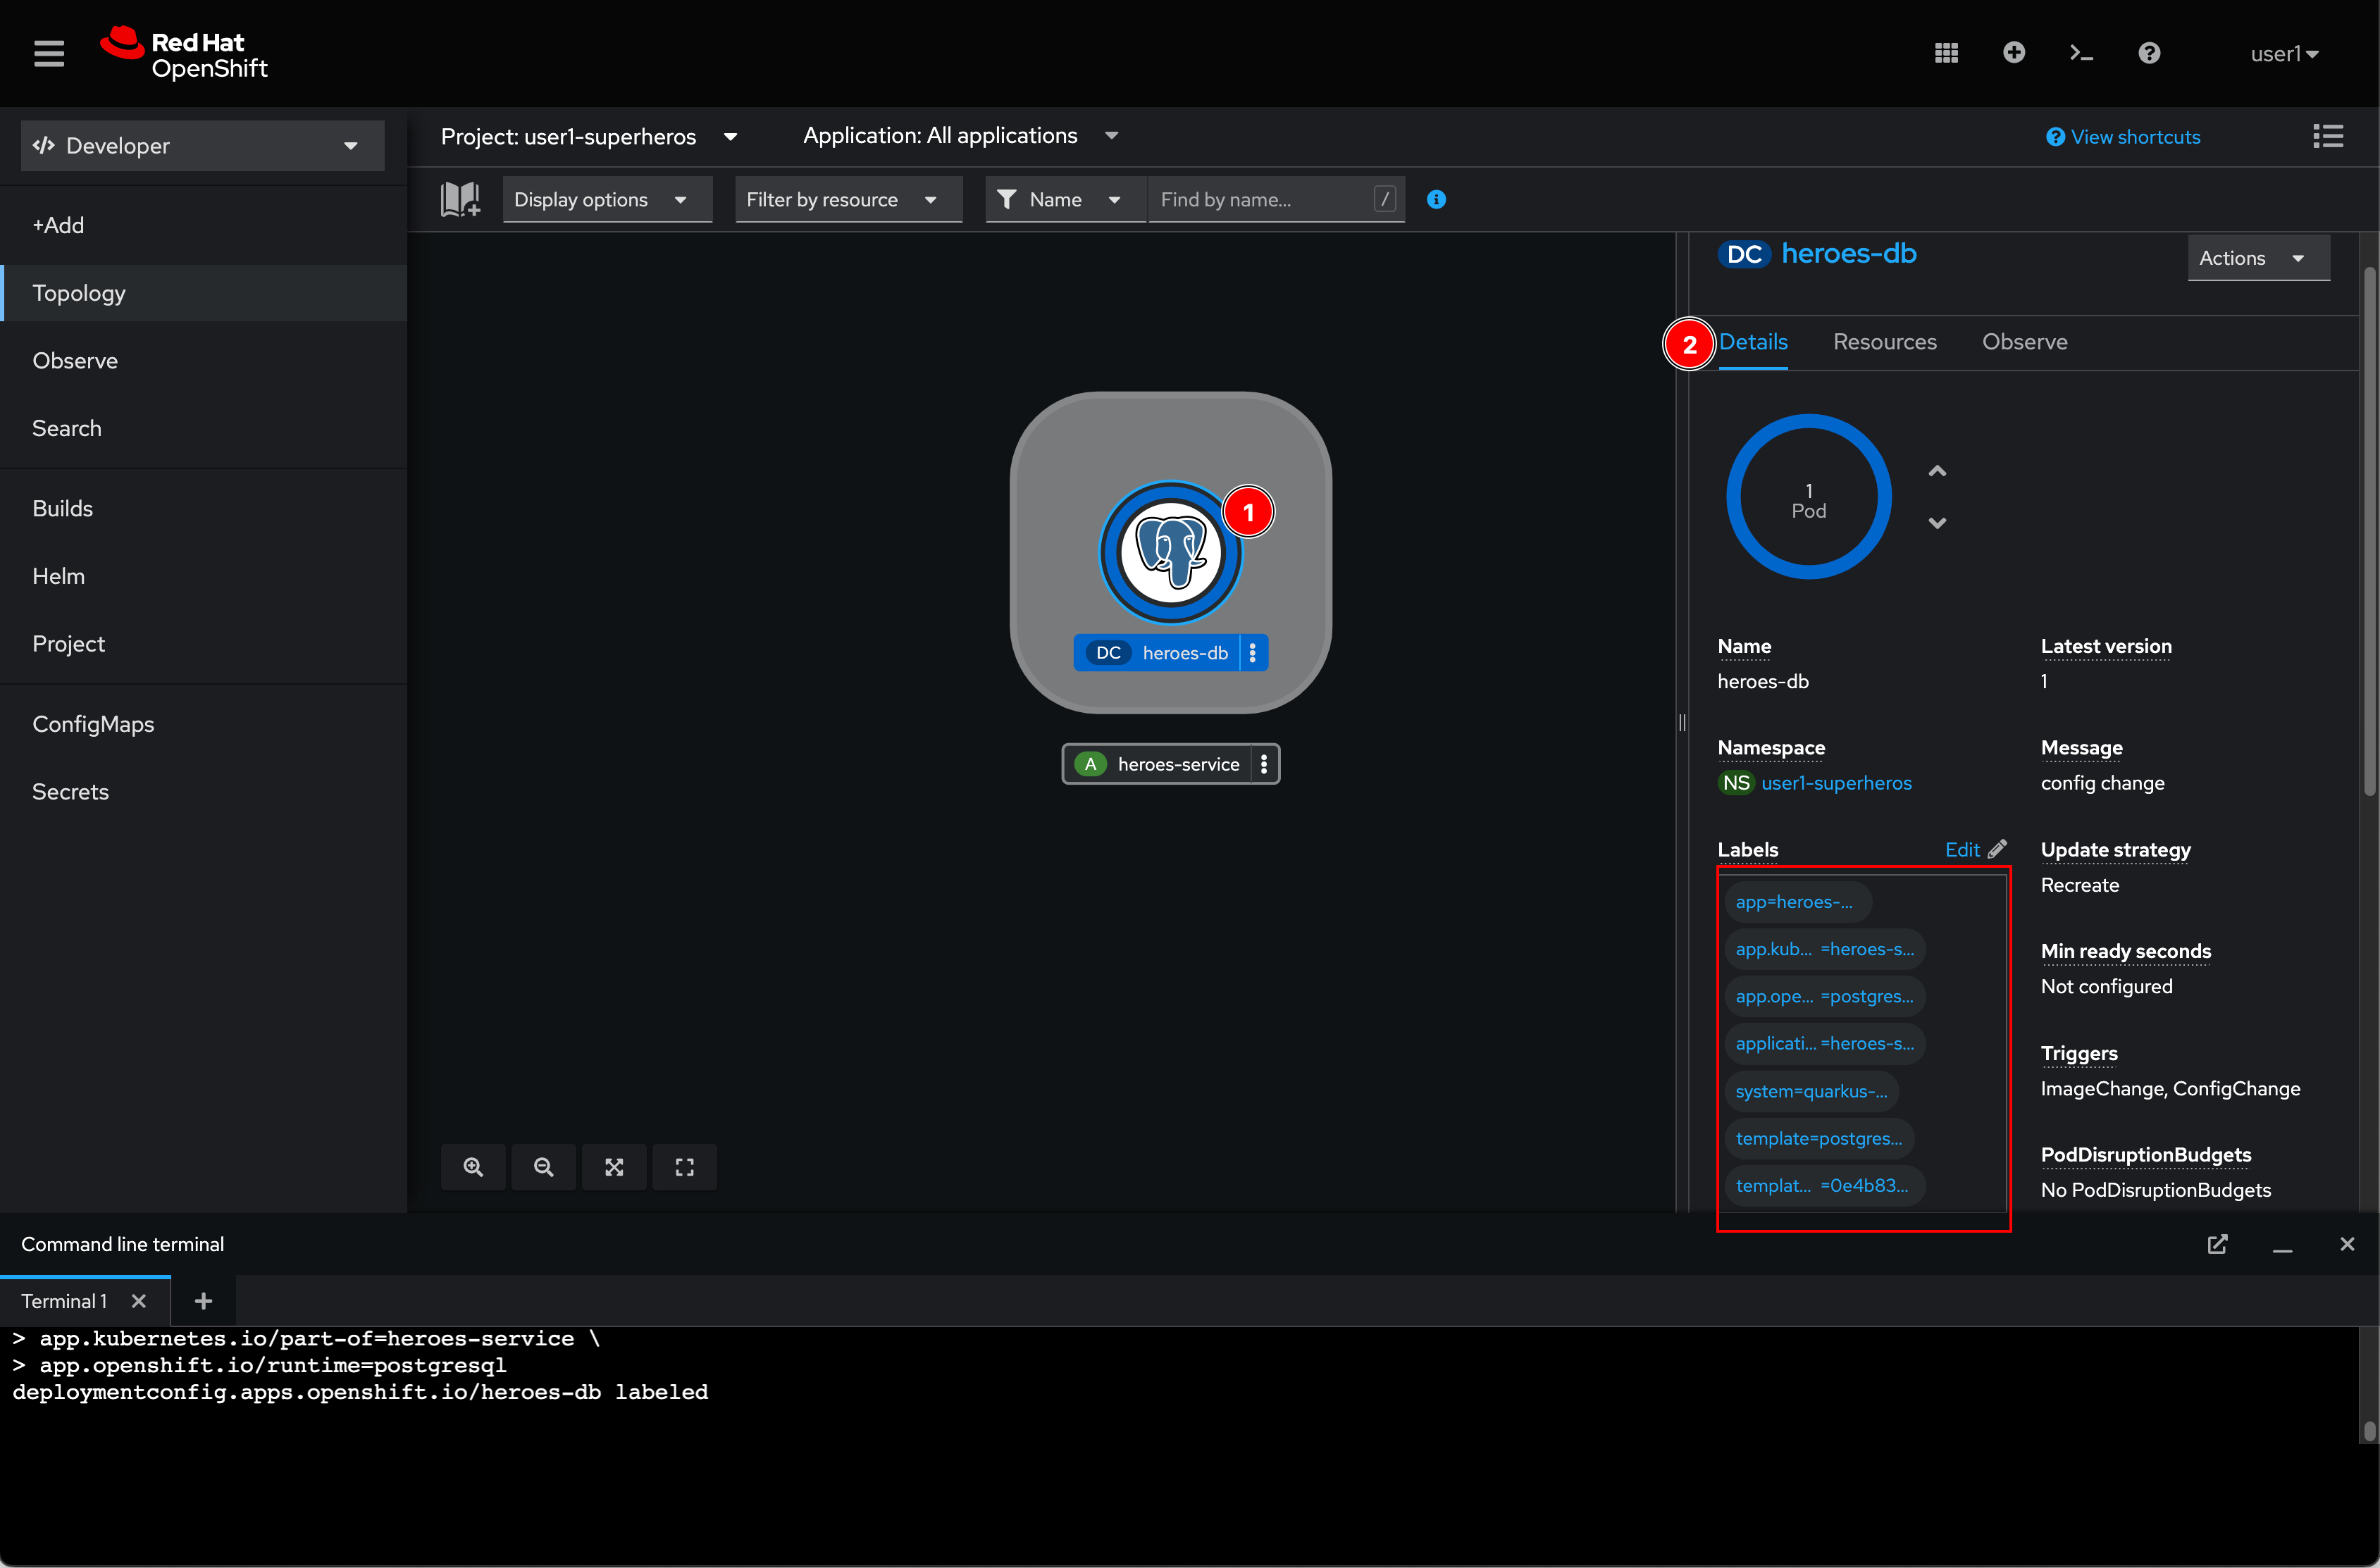 Red Hat
OpenShift
user1
Developer
Project: user1-superheros
Application: All applications
View shortcuts
+Add
Topology
Observe
Search
Builds
Helm
Project
ConfigMaps
Secrets
Display options
Filter by resource
Name
Find by name...
/
1
DC heroes-db
A heroes-service
DC heroes-db
Actions
2
Details
Resources
Observe
1
Pod
Name
heroes-db
Latest version
1
Namespace
NS user1-superheros
Message
config change
Labels
Edit
app=heroes-...
app.kub... =heroes-s...
app.ope... =postgres...
applicati... =heroes-s...
system=quarkus-...
template=postgres...
templat... =0e4b83...
Update strategy
Recreate
Min ready seconds
Not configured
Triggers
ImageChange, ConfigChange
PodDisruptionBudgets
No PodDisruptionBudgets
Command line terminal
Terminal 1
> app.kubernetes.io/part-of=heroes-service \
> app.openshift.io/runtime=postgresql
deploymentconfig.apps.openshift.io/heroes-db labeled